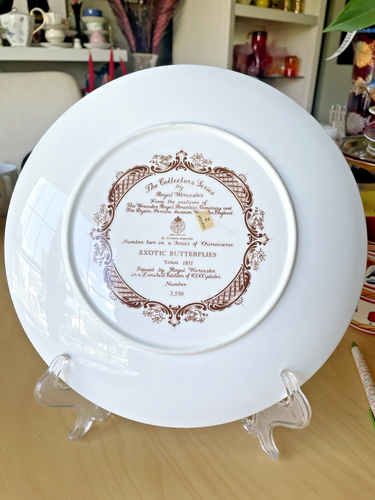 The Collectors Series
by
Royal Worcester
From the archives of
The Worcester Royal Porcelain Company and
The Dyson Perrins Museum, England
Number two in a Series of Chinoiserie
EXOTIC BUTTERFLIES
Circa 1811
Issued by Royal Worcester
in a Limited Edition of 10,000 plates
Number
3,550